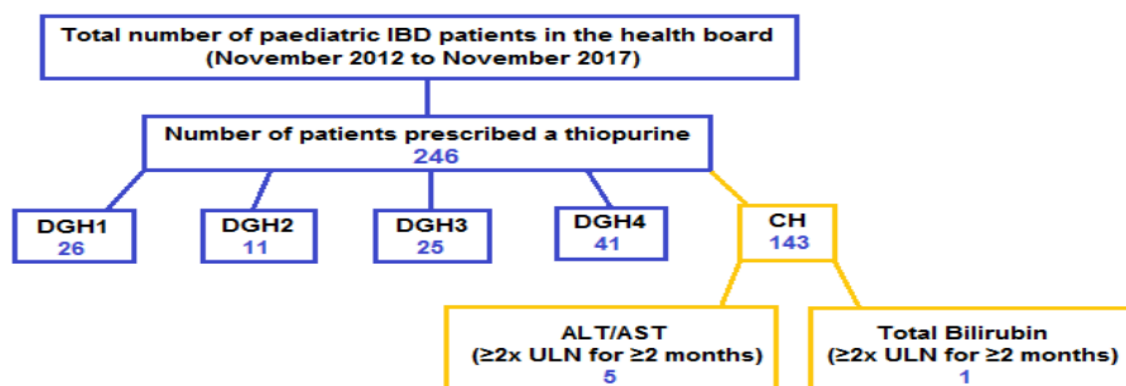 Total number of paediatric IBD patients in the health board
(November 2012 to November 2017)
Number of patients prescribed a thiopurine
246
DGH1
26
DGH2
11
DGH3
25
DGH4
41
CH
143
ALT/AST
(≥2x ULN for ≥2 months)
5
Total Bilirubin
(≥2x ULN for ≥2 months)
1